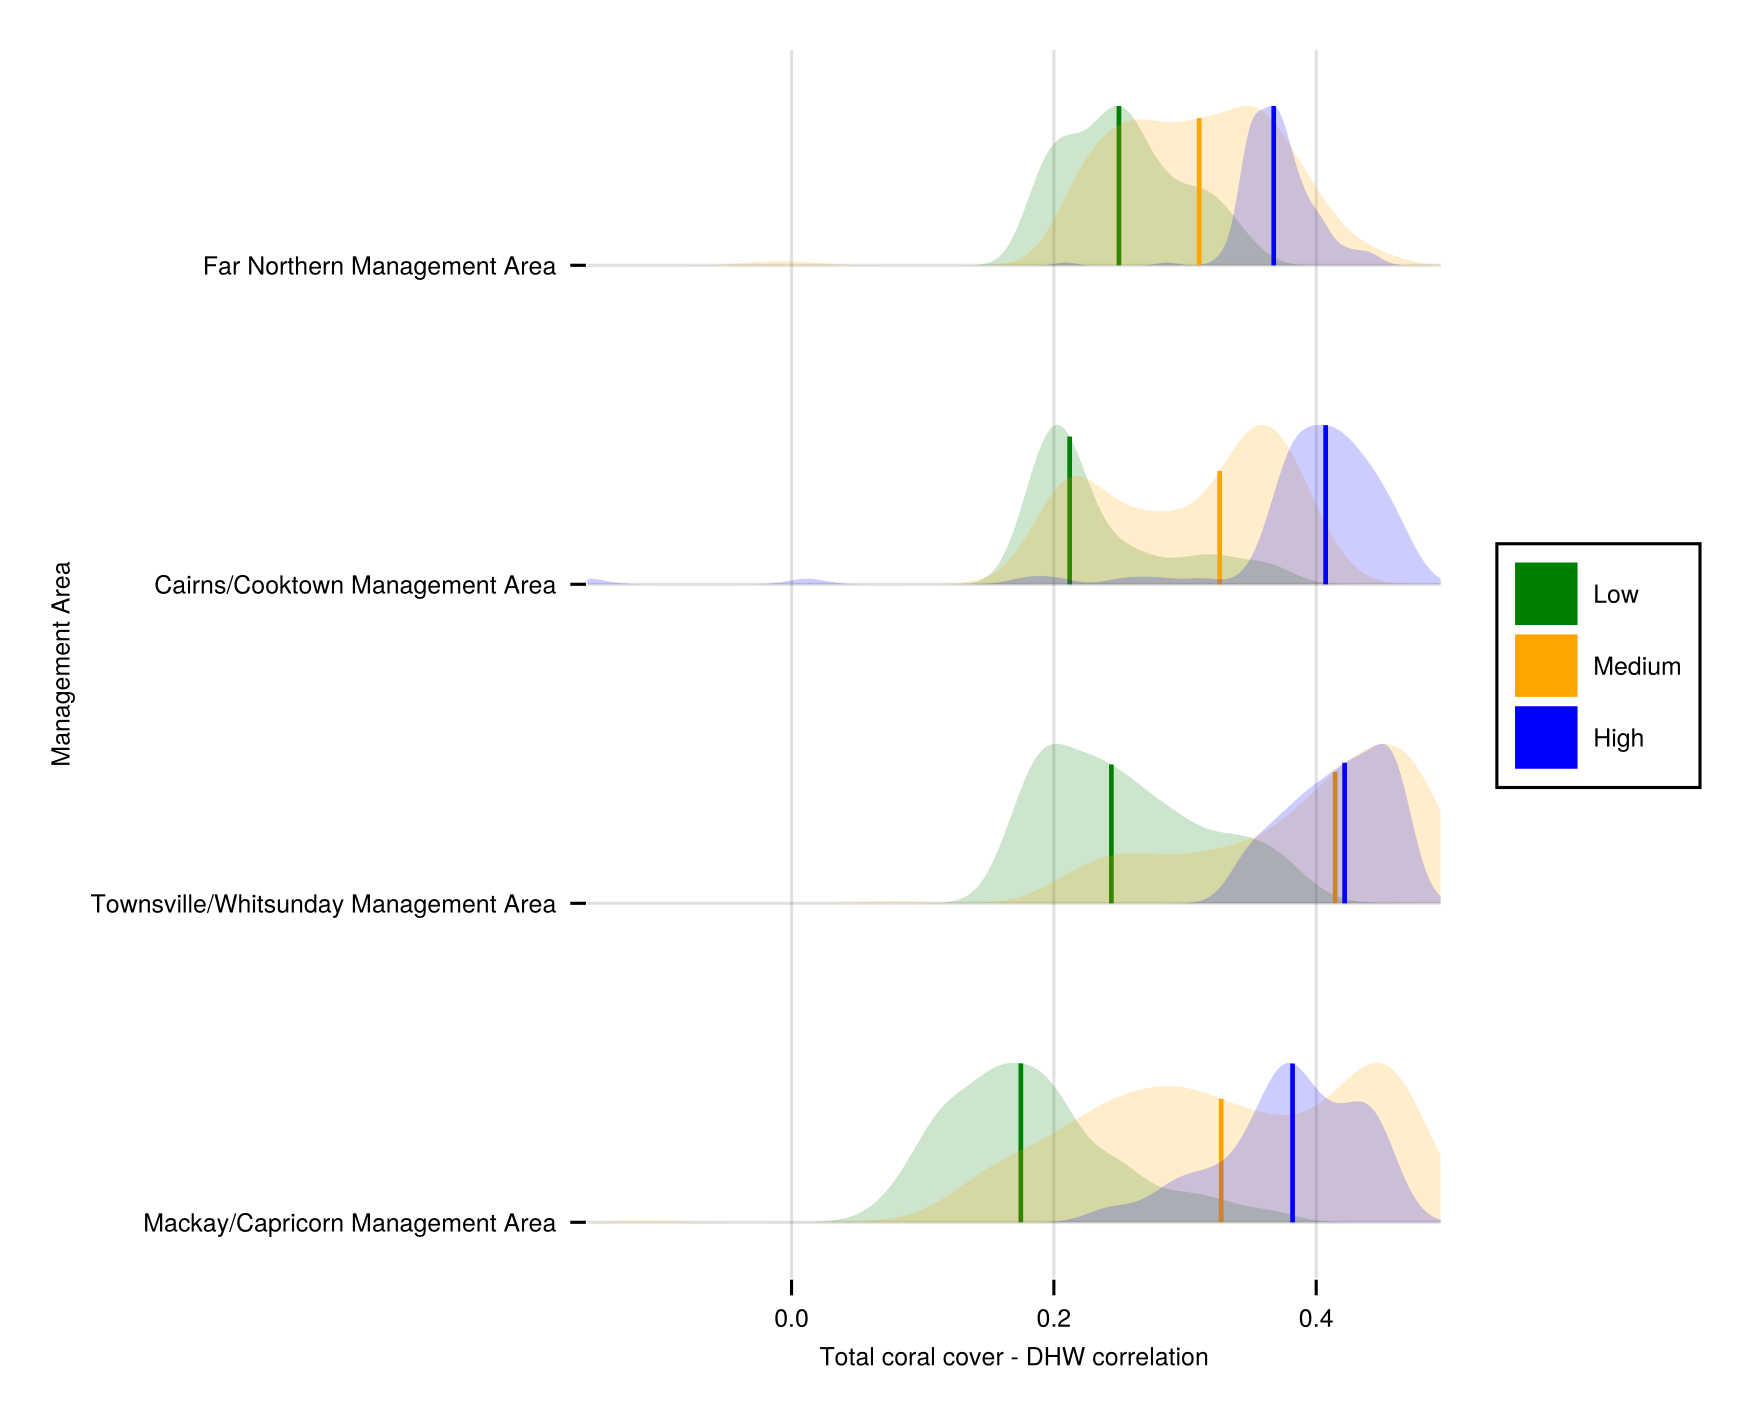 Far Northern Management Area
Cairns/Cooktown Management Area
Townsville/Whitsunday Management Area
Mackay/Capricorn Management Area
Management Area
0.0
0.2
0.4
Total coral cover - DHW correlation
Low
Medium
High